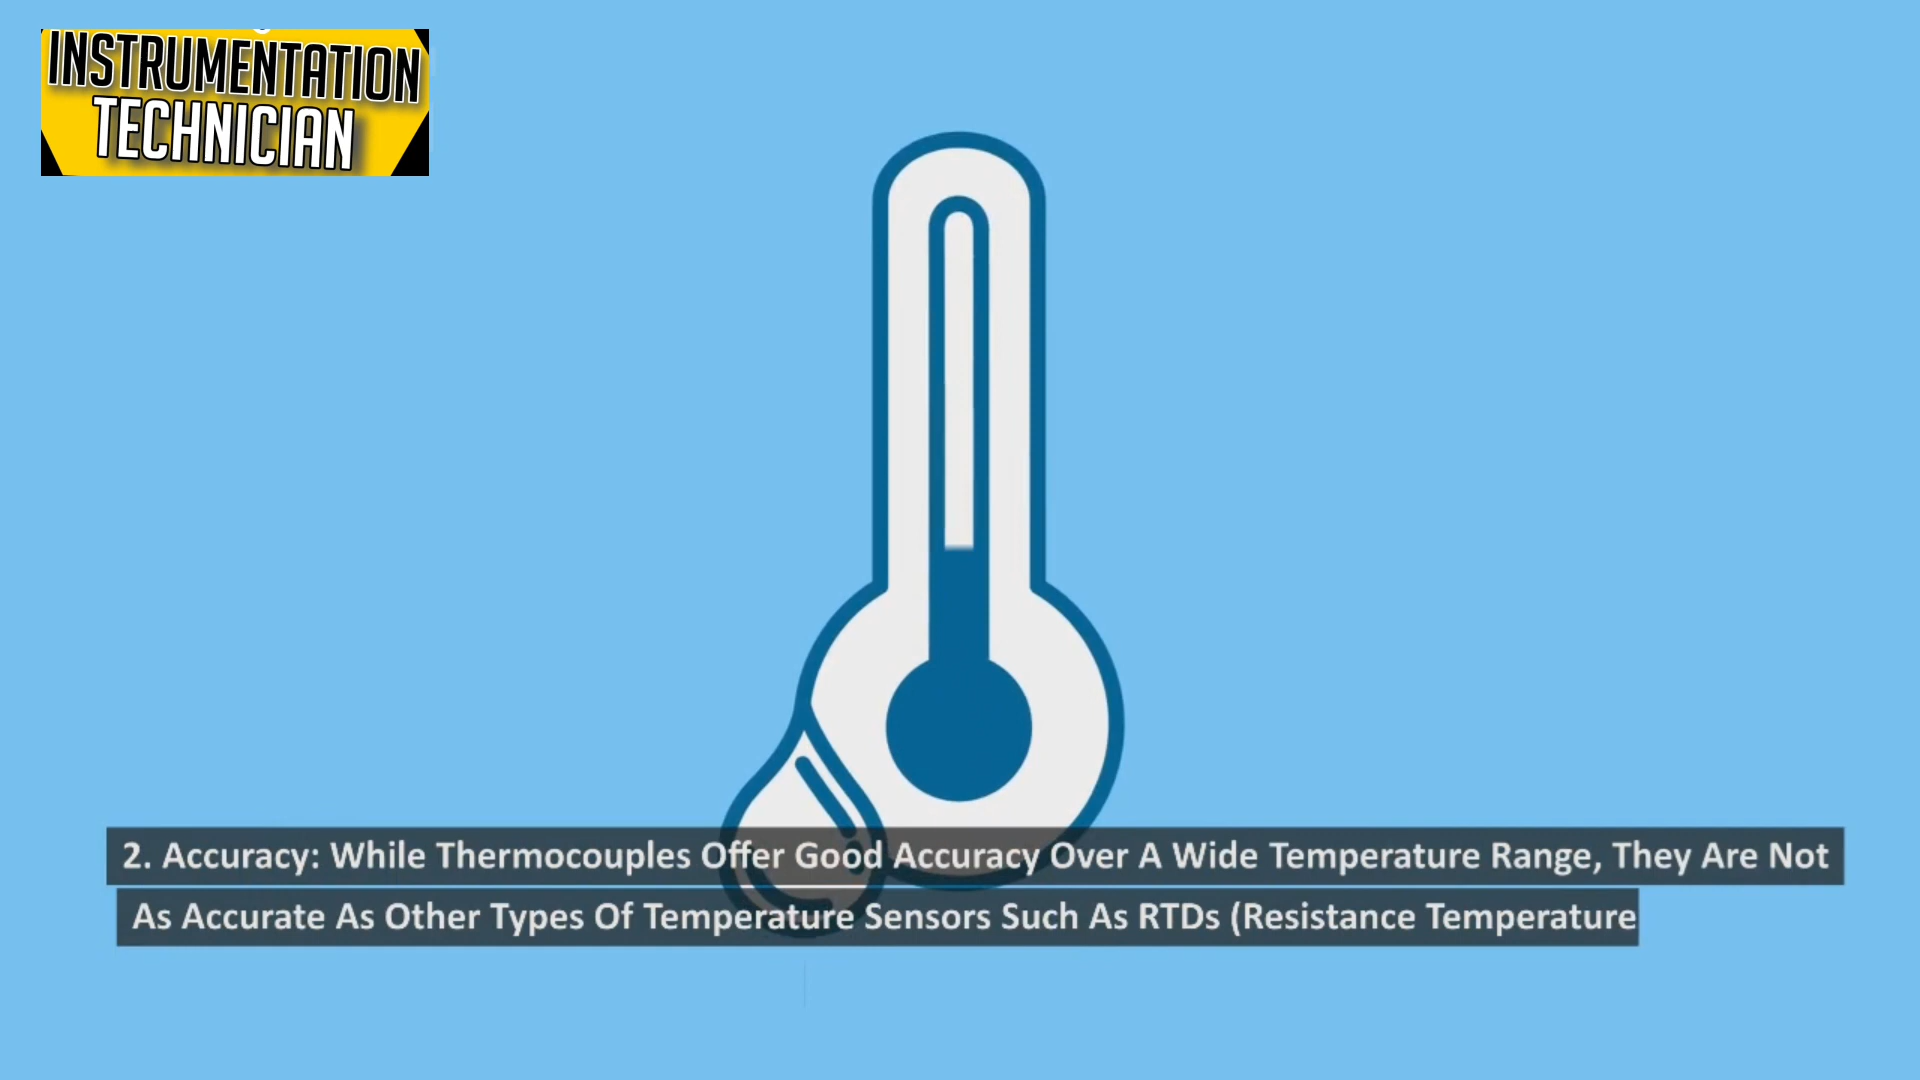 INSTRUMENTATION
TECHNICIAN
2. Accuracy: While Thermocouples Offer Good Accuracy Over A Wide Temperature Range, They Are Not
As Accurate As Other Types Of Temperature Sensors Such As RTDs (Resistance Temperature